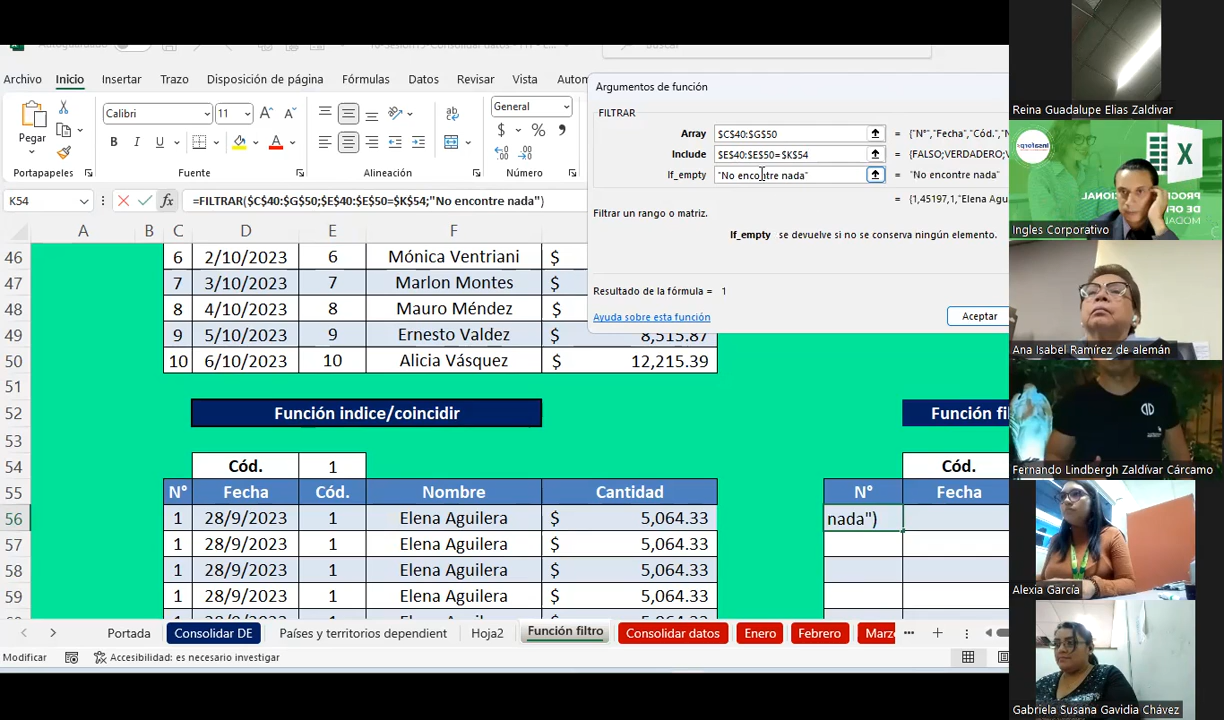 Archivo Inicio Insertar Trazo Disposición de página Fórmulas Datos Revisar Vista Autom
Argumentos de función
Pegar
Calibri 11
General
N K S
$ % 
Portapapeles Fuente Alineación Número
FILTRAR
Array $C$40:$G$50 = {"N°","Fecha","Cód.","N
Include $E$40:$E$50=$K$54 = {FALSO;VERDADERO;V
If_empty "No encontre nada" = "No encontre nada"
= {1,45197,1,"Elena Agu
Filtrar un rango o matriz.
If_empty se devuelve si no se conserva ningún elemento.
Resultado de la fórmula = 1
Ayuda sobre esta función
Aceptar
K54 fx =FILTRAR($C$40:$G$50;$E$40:$E$50=$K$54;"No encontre nada")
A B C D E F
46 6 2/10/2023 6 Mónica Ventriani $
47 7 3/10/2023 7 Marlon Montes $
48 8 4/10/2023 8 Mauro Méndez $
49 9 5/10/2023 9 Ernesto Valdez $ 8,515.87
50 10 6/10/2023 10 Alicia Vásquez $ 12,215.39
51
52 Función indice/coincidir Función fi
53
54 Cód. 1 Cód.
55 N° Fecha Cód. Nombre Cantidad N° Fecha
56 1 28/9/2023 1 Elena Aguilera $ 5,064.33 nada")
57 1 28/9/2023 1 Elena Aguilera $ 5,064.33
58 1 28/9/2023 1 Elena Aguilera $ 5,064.33
59 1 28/9/2023 1 Elena Aguilera $ 5,064.33
Portada Consolidar DE Países y territorios dependient Hoja2 Función filtro Consolidar datos Enero Febrero Marz
Modificar Accesibilidad: es necesario investigar
Reina Guadalupe Elias Zaldivar
Ingles Corporativo
Ana Isabel Ramírez de alemán
Fernando Lindbergh Zaldívar Cárcamo
Alexia García
Gabriela Susana Gavidia Chávez